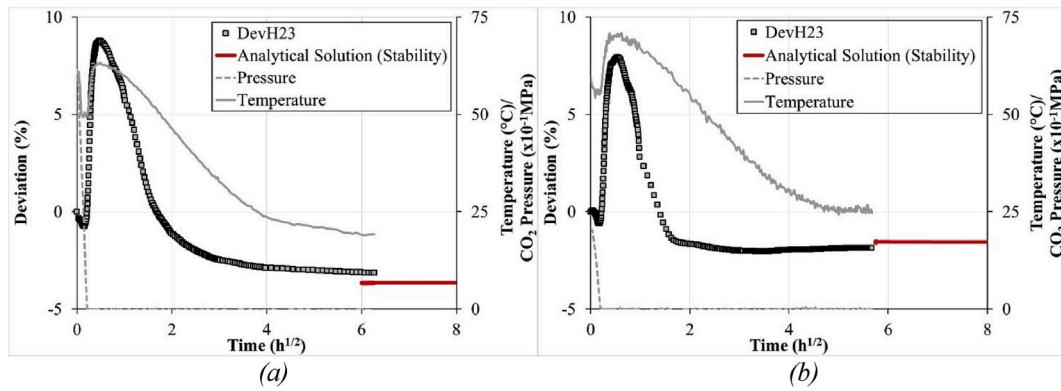 10
5
0
-5
Deviation (%)
75
50
25
0
Temperature (°C)/
CO₂ Pressure (x10⁻¹MPa)
DevH23
Analytical Solution (Stability)
Pressure
Temperature
0 2 4 6 8
Time (h¹/²)
(a)
10
5
0
-5
Deviation (%)
75
50
25
0
Temperature (°C)/
CO₂ Pressure (x10⁻¹MPa)
DevH23
Analytical Solution (Stability)
Pressure
Temperature
0 2 4 6 8
Time (h¹/²)
(b)